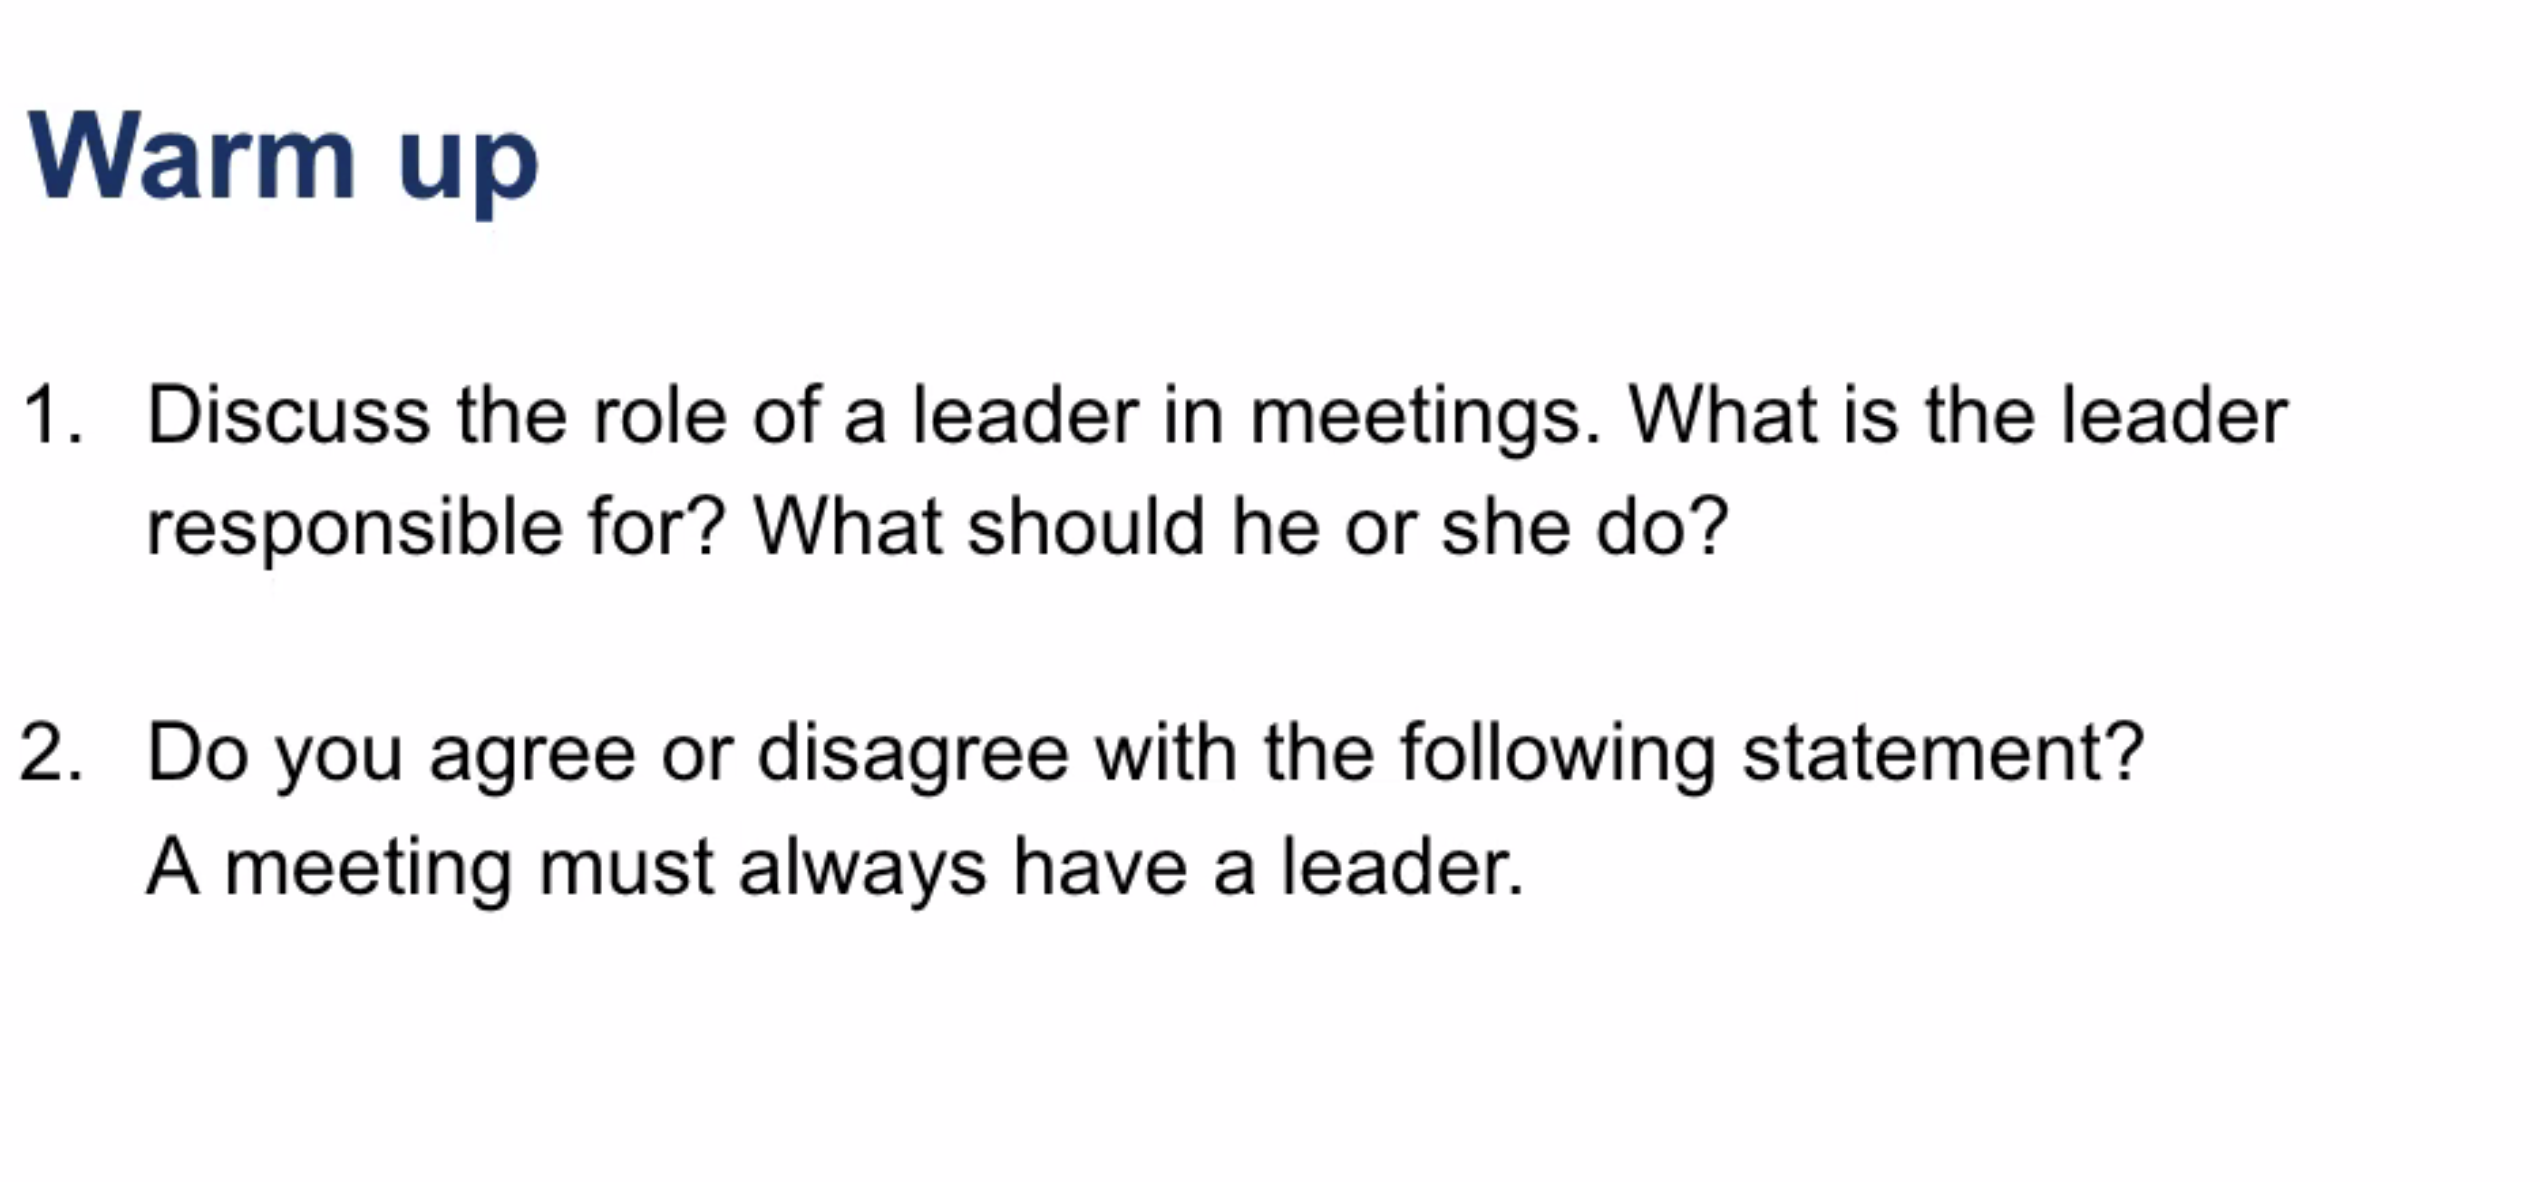 Warm up
1. Discuss the role of a leader in meetings. What is the leader
responsible for? What should he or she do?
2. Do you agree or disagree with the following statement?
A meeting must always have a leader.